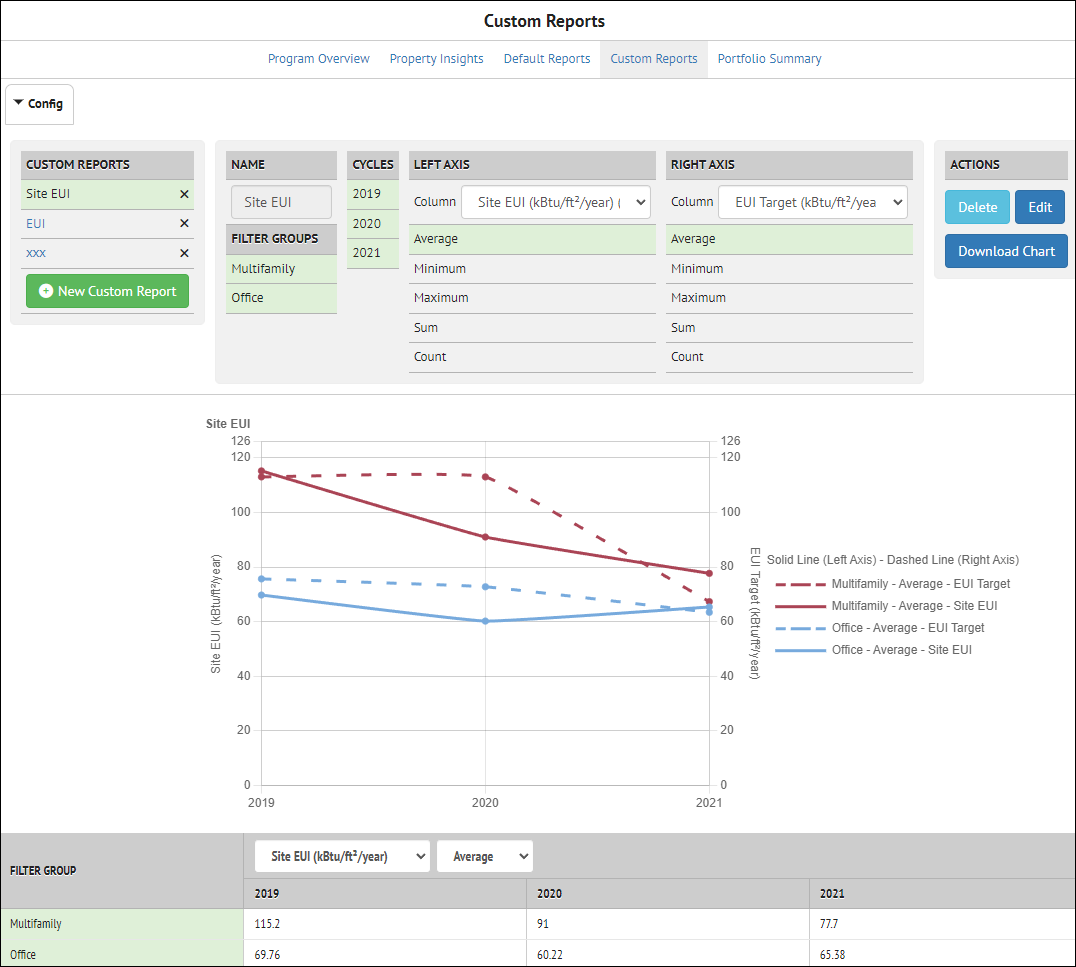 Custom Reports
Program Overview Property Insights Default Reports Custom Reports Portfolio Summary
Config
CUSTOM REPORTS
Site EUI ×
EUI ×
xxx ×
New Custom Report
NAME
Site EUI
FILTER GROUPS
Multifamily
Office
CYCLES
2019
2020
2021
LEFT AXIS
Column Site EUI (kBtu/ft²/year) (
Average
Minimum
Maximum
Sum
Count
RIGHT AXIS
Column EUI Target (kBtu/ft²/yea
Average
Minimum
Maximum
Sum
Count
ACTIONS
Delete Edit
Download Chart
Site EUI
126
120
100
80
60
40
20
0
Site EUI (kBtu/ft²/year)
2019 2020 2021
126
120
100
80
60
40
20
0
EUI Target (kBtu/ft²/year)
Solid Line (Left Axis) - Dashed Line (Right Axis)
Multifamily - Average - EUI Target
Multifamily - Average - Site EUI
Office - Average - EUI Target
Office - Average - Site EUI
FILTER GROUP
Site EUI (kBtu/ft²/year) Average
2019 2020 2021
Multifamily 115.2 91 77.7
Office 69.76 60.22 65.38